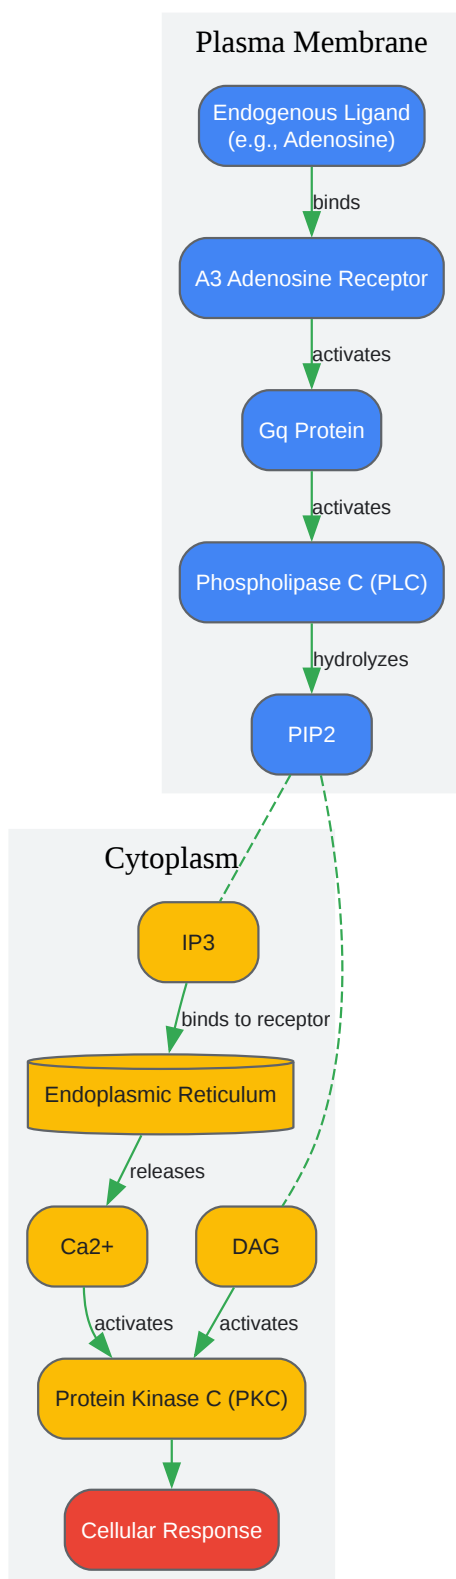 Plasma Membrane
Endogenous Ligand
(e.g., Adenosine)
binds
A3 Adenosine Receptor
activates
Gq Protein
activates
Phospholipase C (PLC)
hydrolyzes
PIP2
Cytoplasm
IP3
binds to receptor
Endoplasmic Reticulum
releases
Ca2+
DAG
activates
activates
Protein Kinase C (PKC)
Cellular Response